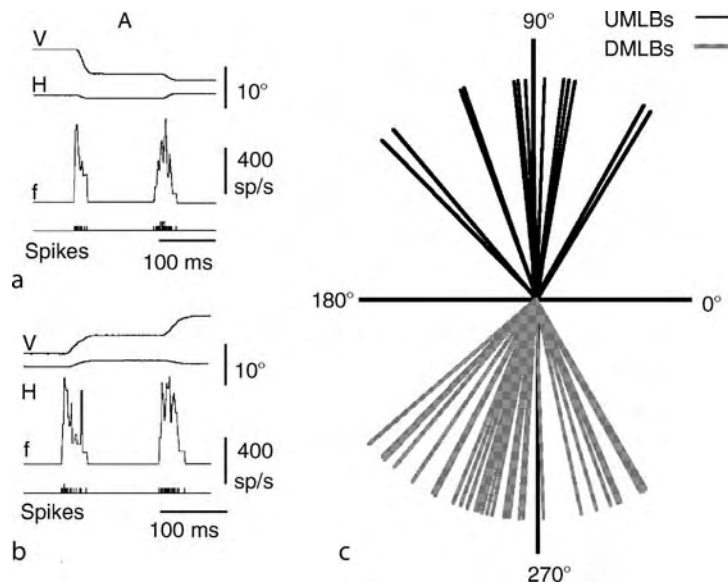 A
V
H
10°
400
sp/s
f
Spikes
100 ms
a
V
H
10°
f
400
sp/s
Spikes
100 ms
b
UMLBs
DMLBs
90°
180°
0°
270°
c